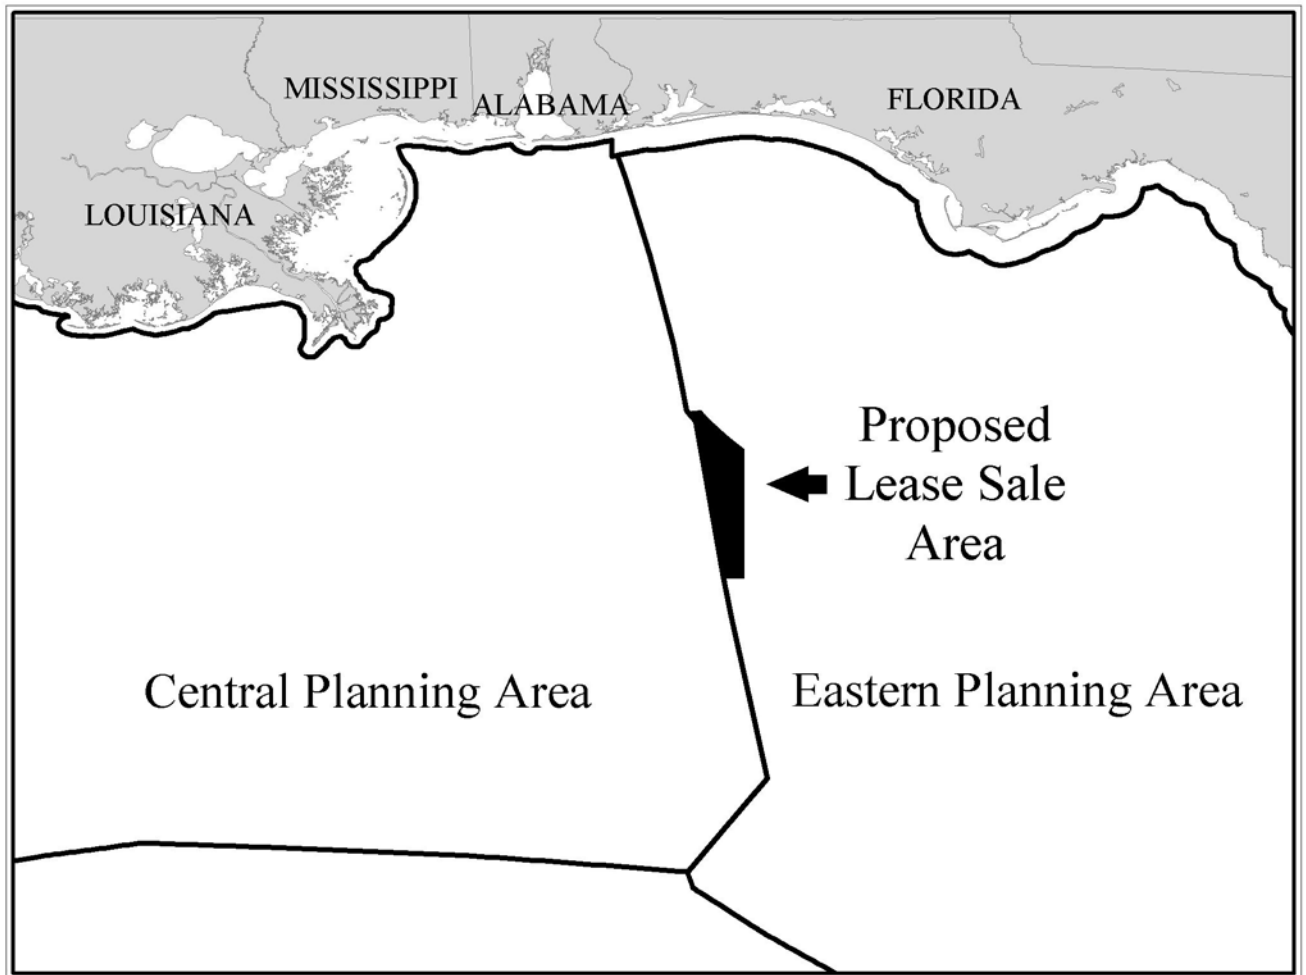 MISSISSIPPI
ALABAMA
FLORIDA
LOUISIANA
Proposed
Lease Sale
Area
Central Planning Area
Eastern Planning Area